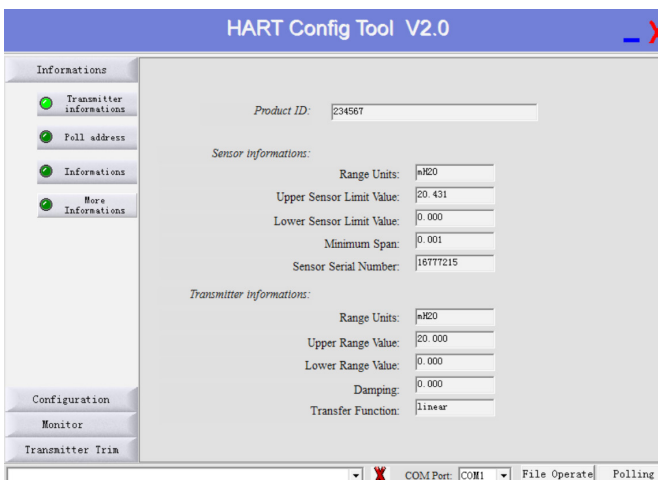 HART Config Tool V2.0
Informations
Transmitter
informations
Poll address
Informations
More
Informations
Configuration
Monitor
Transmitter Trim
Product ID: 234567
Sensor informations:
Range Units: mH2O
Upper Sensor Limit Value: 20.431
Lower Sensor Limit Value: 0.000
Minimum Span: 0.001
Sensor Serial Number: 16777215
Transmitter informations:
Range Units: mH2O
Upper Range Value: 20.000
Lower Range Value: 0.000
Damping: 0.000
Transfer Function: linear
COM Port: COM1 File Operate Polling